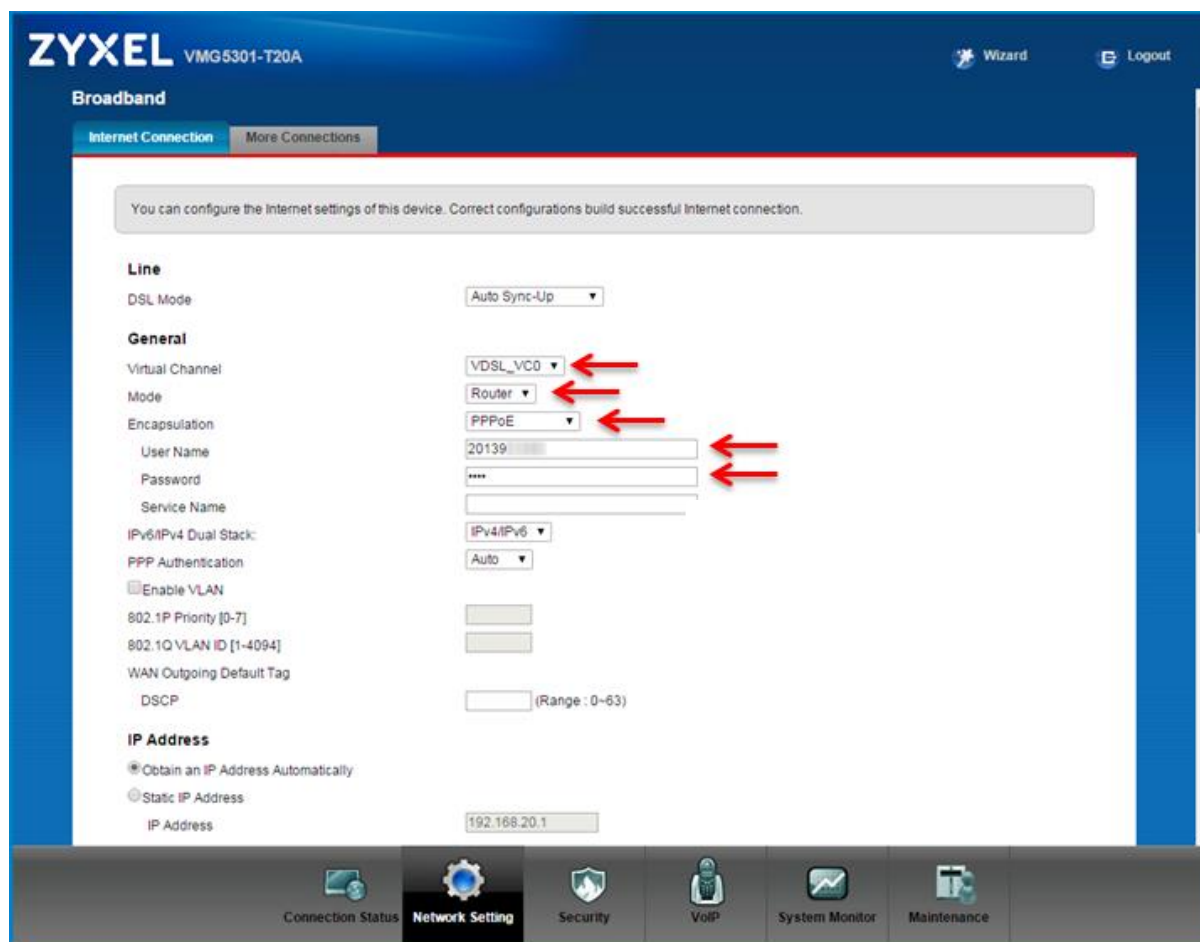 ZYXEL VMG5301-T20A
Wizard
Logout
Broadband
Internet Connection More Connections
You can configure the Internet settings of this device. Correct configurations build successful Internet connection.
Line
DSL Mode Auto Sync-Up
General
Virtual Channel VDSL_VC0
Mode Router
Encapsulation PPPoE
User Name 20139
Password ••••
Service Name
IPv6/IPv4 Dual Stack: IPv4/IPv6
PPP Authentication Auto
Enable VLAN
802.1P Priority [0-7]
802.1Q VLAN ID [1-4094]
WAN Outgoing Default Tag
DSCP (Range : 0~63)
IP Address
Obtain an IP Address Automatically
Static IP Address
IP Address 192.168.20.1
Connection Status Network Setting Security VoIP System Monitor Maintenance